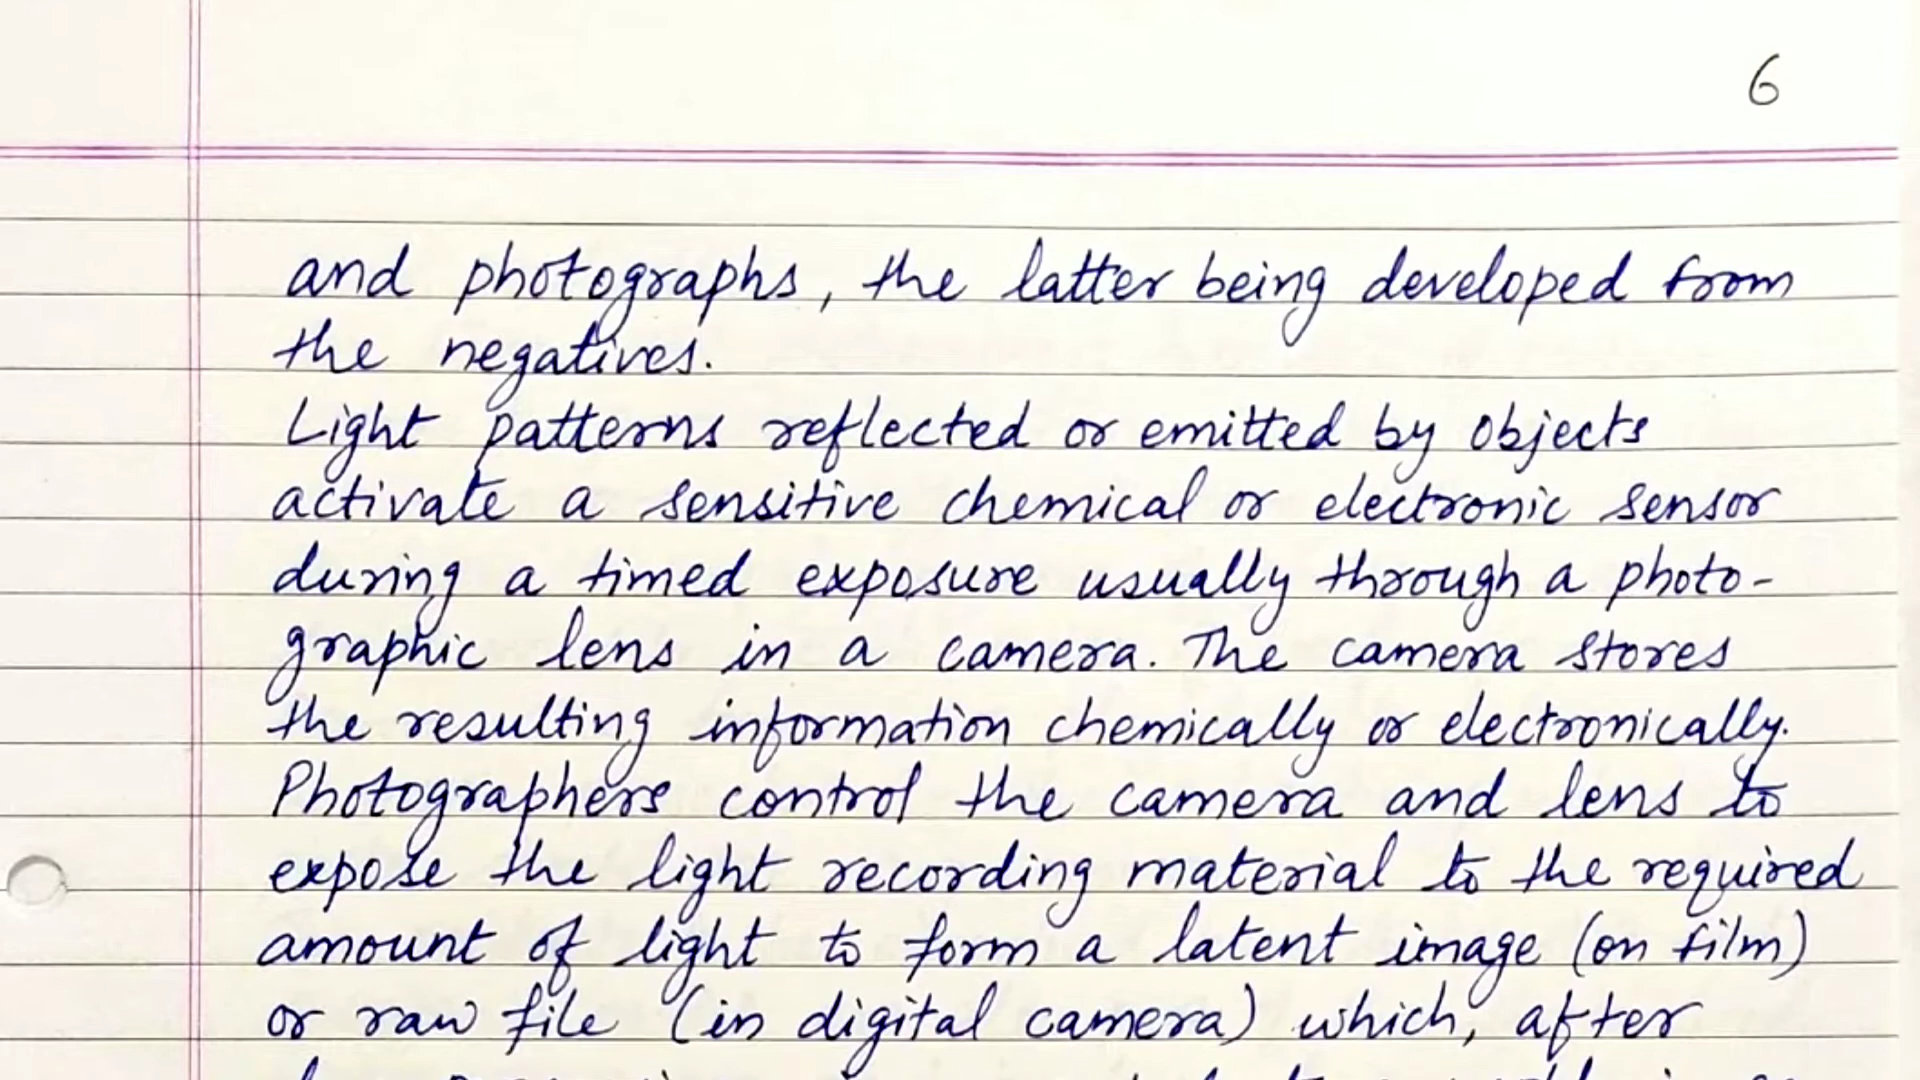 6
and photographs, the latter being developed from
the negatives.
Light patterns reflected or emitted by objects
activate a sensitive chemical or electronic sensor
during a timed exposure usually through a photo-
graphic lens in a camera. The camera stores
the resulting information chemically or electronically.
Photographers control the camera and lens to
expose the light recording material to the required
amount of light to form a latent image (on film)
or raw file (in digital camera) which, after